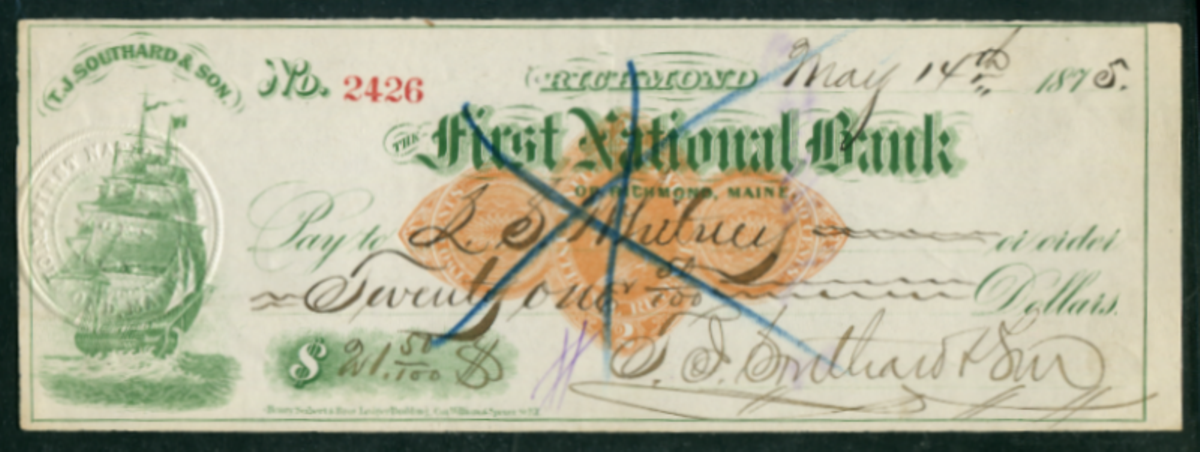 T.J. SOUTHARD & SON.
No. 2426
RICHMOND May 14th 1875.
THE First National Bank
OF RICHMOND, MAINE
Pay to or order
Twenty one 50/100 Dollars.
$ 21.50/100
T. J. Southard & Son